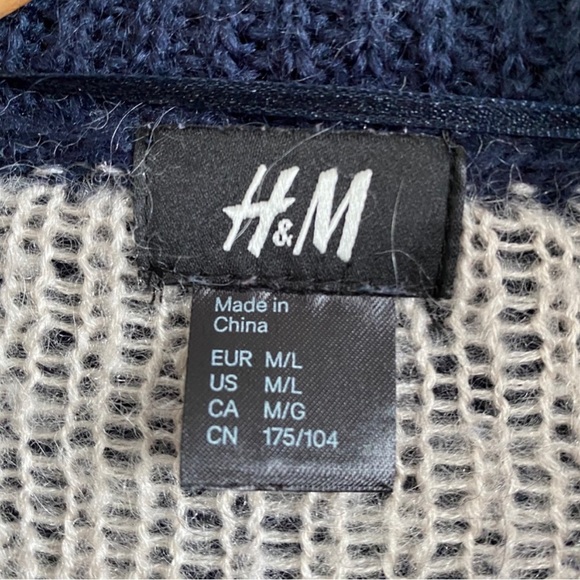 H&M
Made in
China
EUR M/L
US M/L
CA M/G
CN 175/104